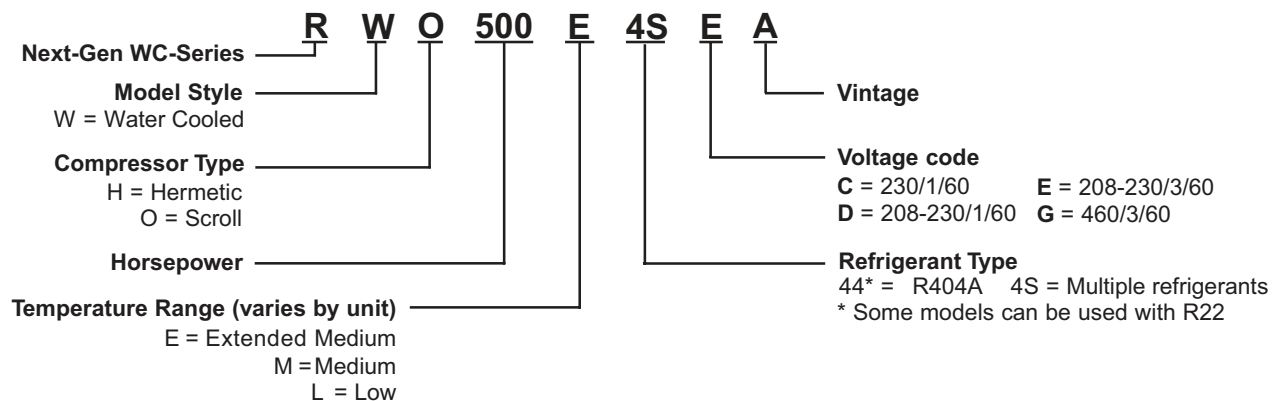 R W O 500 E 4S E A
Next-Gen WC-Series
Model Style
W = Water Cooled
Compressor Type
H = Hermetic
O = Scroll
Horsepower
Temperature Range (varies by unit)
E = Extended Medium
M = Medium
L = Low
Vintage
Voltage code
C = 230/1/60 E = 208-230/3/60
D = 208-230/1/60 G = 460/3/60
Refrigerant Type
44* = R404A 4S = Multiple refrigerants
* Some models can be used with R22